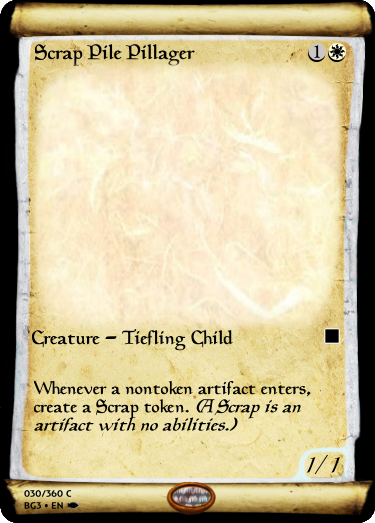 Scrap Pile Pillager 1
Creature – Tiefling Child
Whenever a nontoken artifact enters,
create a Scrap token. (A Scrap is an
artifact with no abilities.)
1/1
030/360 C
BG3 • EN